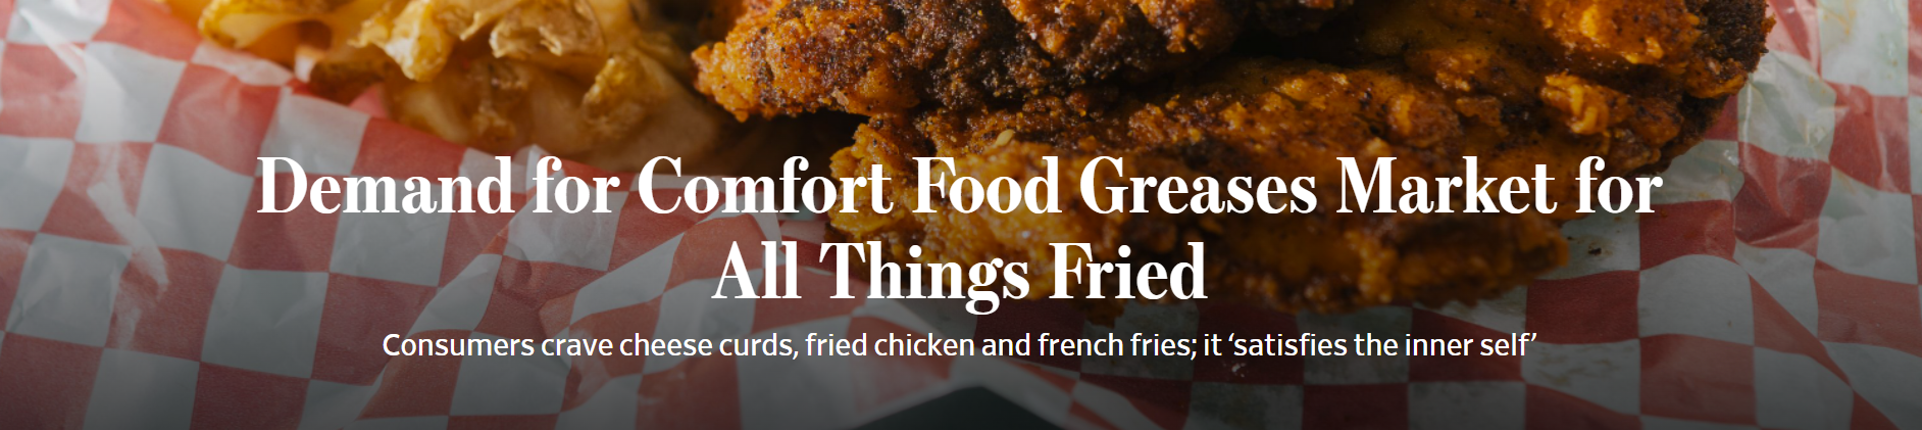 Demand for Comfort Food Greases Market for
All Things Fried
Consumers crave cheese curds, fried chicken and french fries; it ‘satisfies the inner self’